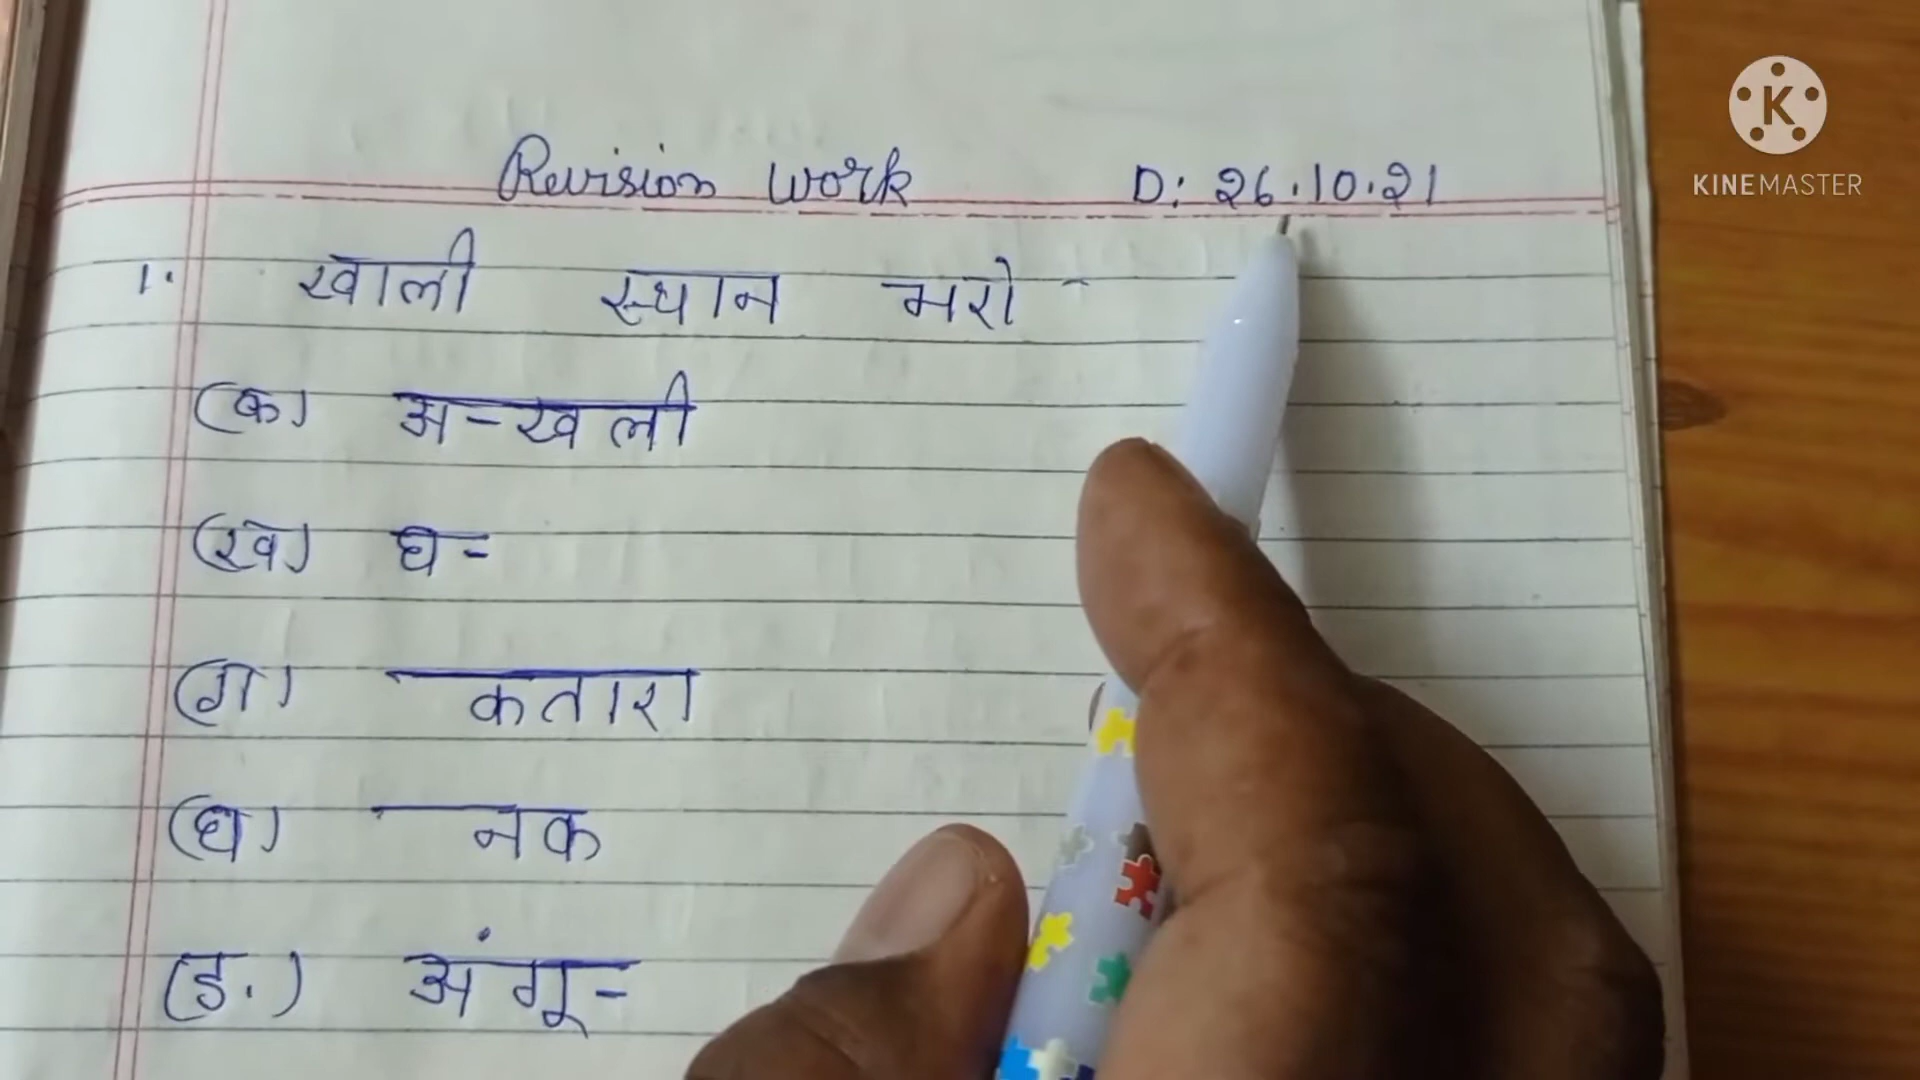 Revision Work D: 26.10.21
1. खाली स्थान भरो -
(क) अ-खली
(ख) घ-
(ग) कतारा
(घ) नक
(ङ.) अंगू-
K
KINEMASTER